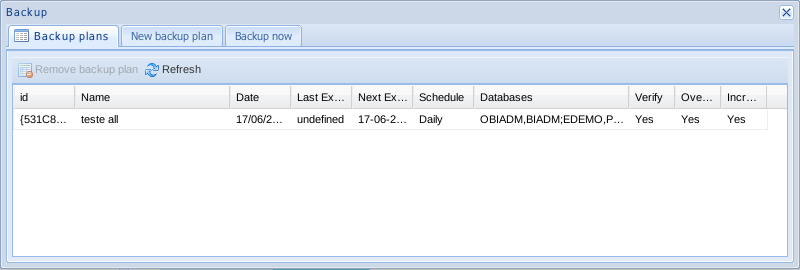 Backup
Backup plans New backup plan Backup now
Remove backup plan Refresh
id Name Date Last Ex... Next Ex... Schedule Databases Verify Ove... Incr...
{531C8... teste all 17/06/2... undefined 17-06-2... Daily OBIADM,BIADM;EDEMO,P... Yes Yes Yes